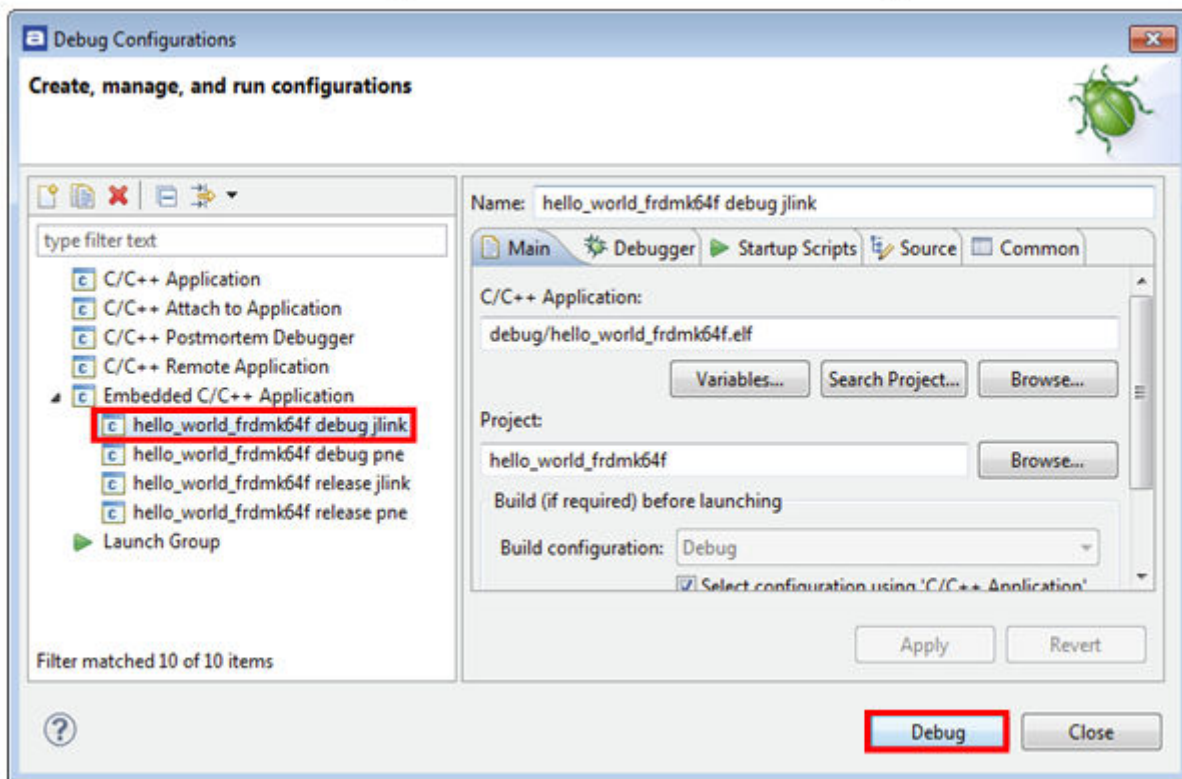 Debug Configurations
Create, manage, and run configurations
type filter text
C/C++ Application
C/C++ Attach to Application
C/C++ Postmortem Debugger
C/C++ Remote Application
Embedded C/C++ Application
hello_world_frdmk64f debug jlink
hello_world_frdmk64f debug pne
hello_world_frdmk64f release jlink
hello_world_frdmk64f release pne
Launch Group
Filter matched 10 of 10 items
Name: hello_world_frdmk64f debug jlink
Main Debugger Startup Scripts Source Common
C/C++ Application:
debug/hello_world_frdmk64f.elf
Variables... Search Project... Browse...
Project:
hello_world_frdmk64f Browse...
Build (if required) before launching
Build configuration: Debug
Select configuration using 'C/C++ Application'
Apply Revert
Debug Close